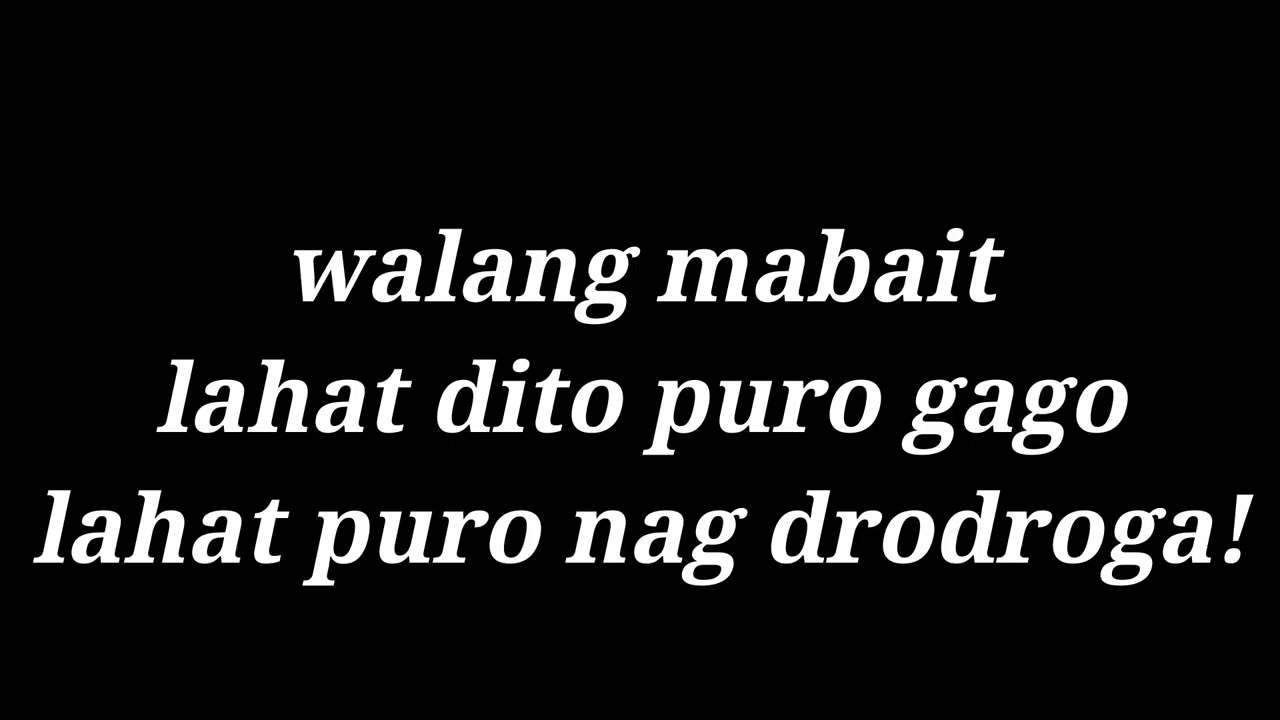 walang mabait
lahat dito puro gago
lahat puro nag drodroga!